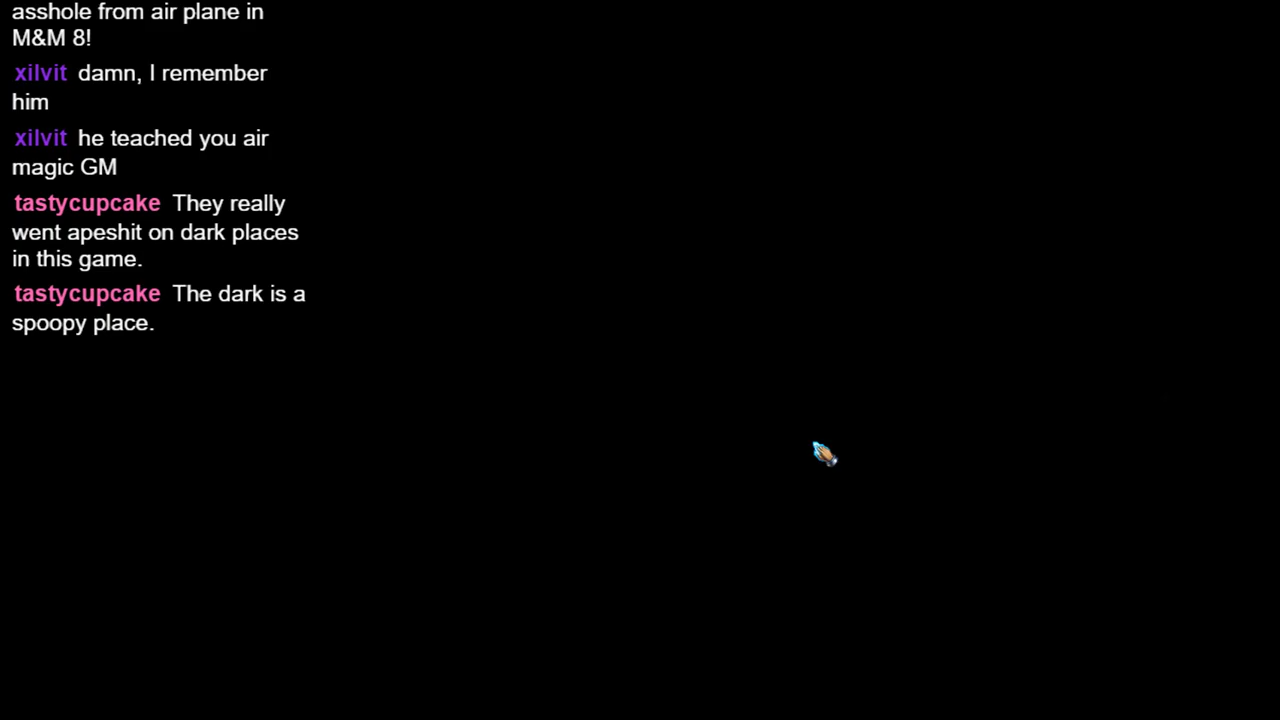 asshole from air plane in
M&M 8!
xilvit damn, I remember
him
xilvit he teached you air
magic GM
tastycupcake They really
went apeshit on dark places
in this game.
tastycupcake The dark is a
spoopy place.